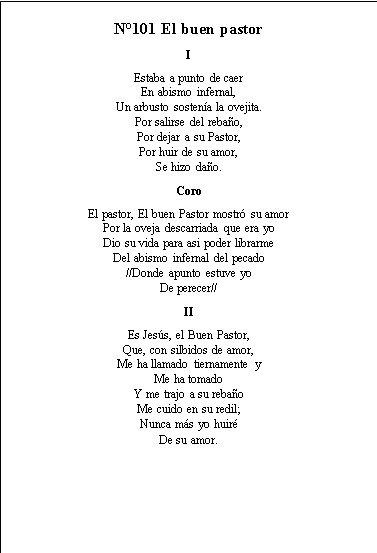 N°101 El buen pastor
I
Estaba a punto de caer
En abismo infernal,
Un arbusto sostenía la ovejita.
Por salirse del rebaño,
Por dejar a su Pastor,
Por huir de su amor,
Se hizo daño.
Coro
El pastor, El buen Pastor mostró su amor
Por la oveja descarriada que era yo
Dio su vida para asi poder librarme
Del abismo infernal del pecado
//Donde apunto estuve yo
De perecer//
II
Es Jesús, el Buen Pastor,
Que, con silbidos de amor,
Me ha llamado tiernamente y
Me ha tomado
Y me trajo a su rebaño
Me cuido en su redil;
Nunca más yo huiré
De su amor.